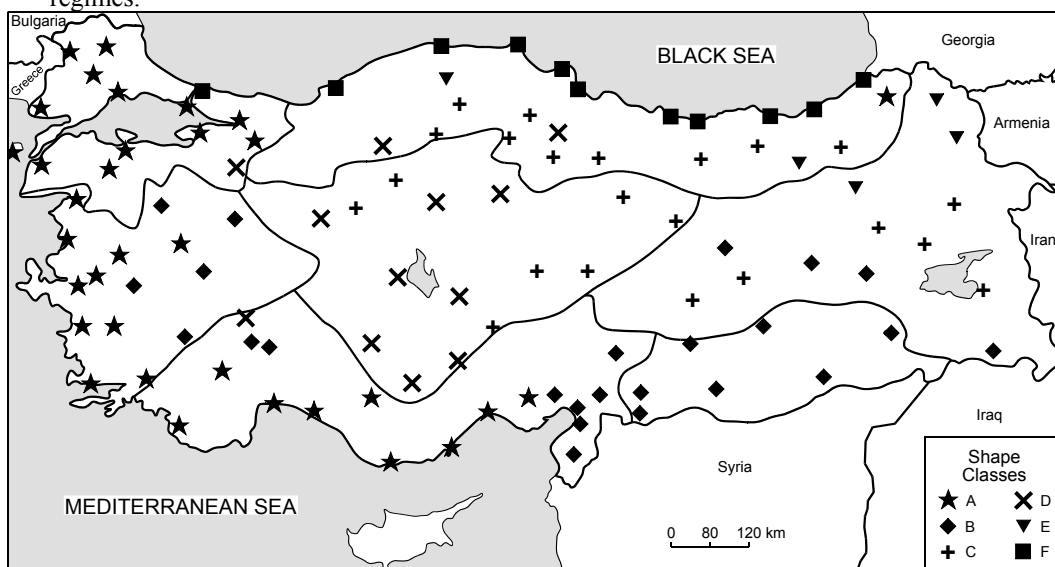 regimes.
Bulgaria
Greece
BLACK SEA
Georgia
Armenia
Iran
Iraq
Syria
MEDITERRANEAN SEA
0 80 120 km
Shape
Classes
A D
B E
C F